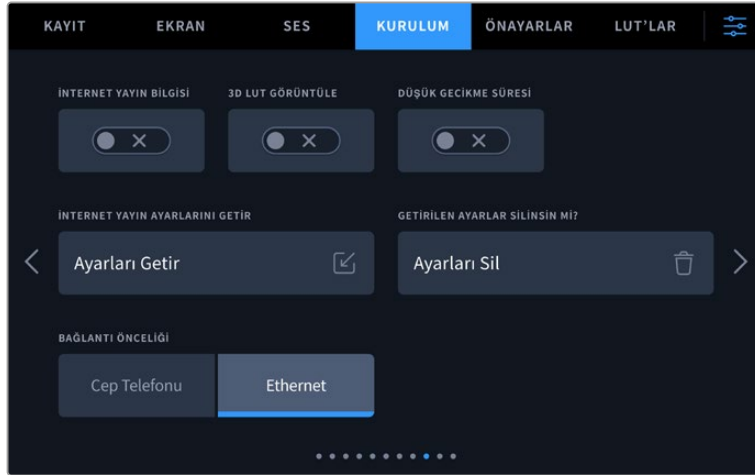 KAYIT EKRAN SES KURULUM ÖNAYARLAR LUT’LAR
İNTERNET YAYIN BİLGİSİ 3D LUT GÖRÜNTÜLE DÜŞÜK GECİKME SÜRESİ
İNTERNET YAYIN AYARLARINI GETİR GETİRİLEN AYARLAR SİLİNSİN Mİ?
Ayarları Getir Ayarları Sil
BAĞLANTI ÖNCELİĞİ
Cep Telefonu Ethernet